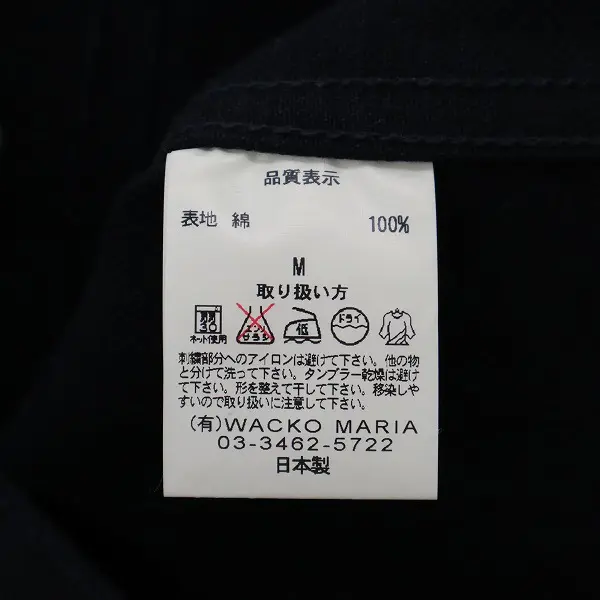 品質表示
表地 綿 100%
M
取り扱い方
弱 30 エンソ サラシ 低 ドライ
ネット使用
刺繍部分へのアイロンは避けて下さい。他の物
と分けて洗って下さい。タンブラー乾燥は避け
て下さい。形を整えて干して下さい。移染しや
すいので取り扱いに注意して下さい。
(有)WACKO MARIA
03-3462-5722
日本製